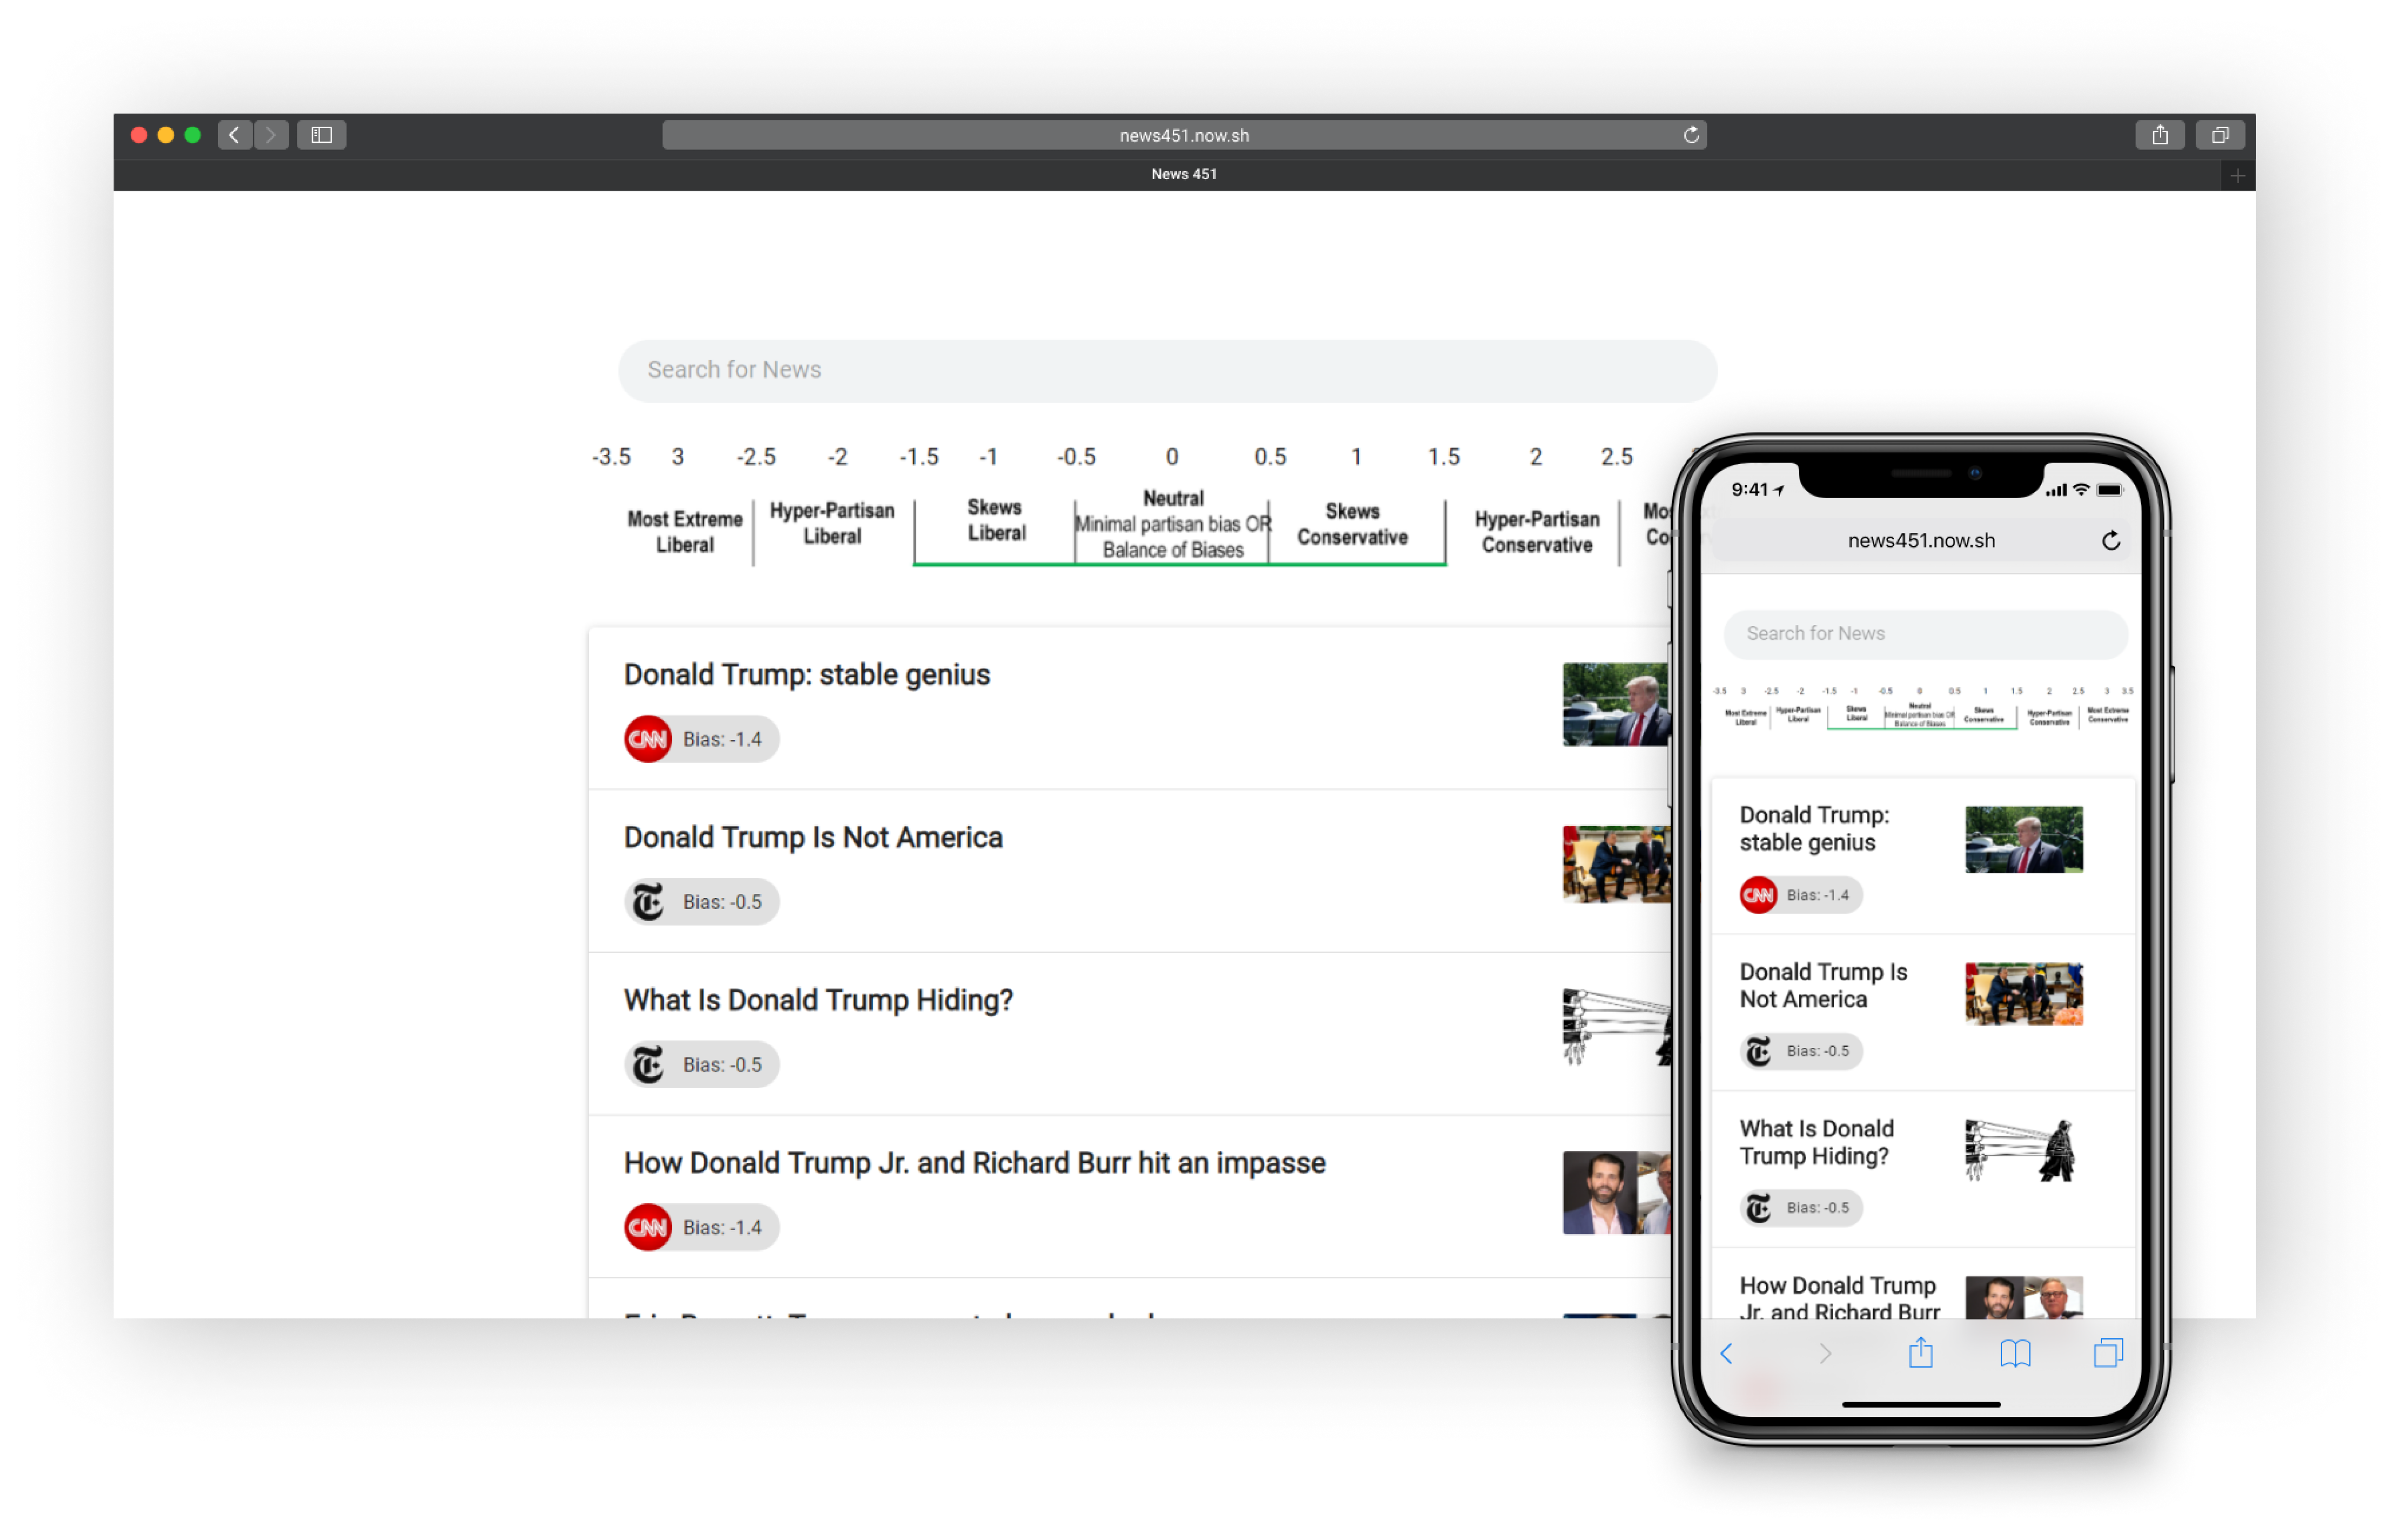 news451.now.sh
News 451
Search for News
-3.5 3 -2.5 -2 -1.5 -1 -0.5 0 0.5 1 1.5 2 2.5
Most Extreme
Liberal
Hyper-Partisan
Liberal
Skews
Liberal
Neutral
Minimal partisan bias OR
Balance of Biases
Skews
Conservative
Hyper-Partisan
Conservative
Donald Trump: stable genius
CNN Bias: -1.4
Donald Trump Is Not America
Bias: -0.5
What Is Donald Trump Hiding?
Bias: -0.5
How Donald Trump Jr. and Richard Burr hit an impasse
CNN Bias: -1.4
9:41
news451.now.sh
Search for News
-3.5 3 -2.5 -2 -1.5 -1 -0.5 0 0.5 1 1.5 2 2.5 3 3.5
Most Extreme
Liberal
Hyper-Partisan
Liberal
Skews
Liberal
Neutral
Minimal partisan bias OR
Balance of Biases
Skews
Conservative
Hyper-Partisan
Conservative
Most Extreme
Conservative
Donald Trump:
stable genius
CNN Bias: -1.4
Donald Trump Is
Not America
Bias: -0.5
What Is Donald
Trump Hiding?
Bias: -0.5
How Donald Trump
Jr. and Richard Burr